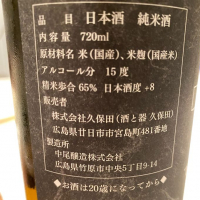 品 目 日本酒 純米酒
内容量 720ml
原材料名 米(国産)、米麹(国産米)
アルコール分 15度
精米歩合65% 日本酒度+8
販売者
株式会社久保田(酒と器 久保田)
広島県廿日市市宮島町481番地
製造所
中尾醸造株式会社
広島県竹原市中央5丁目9-14
◆お酒は20歳になってから◆